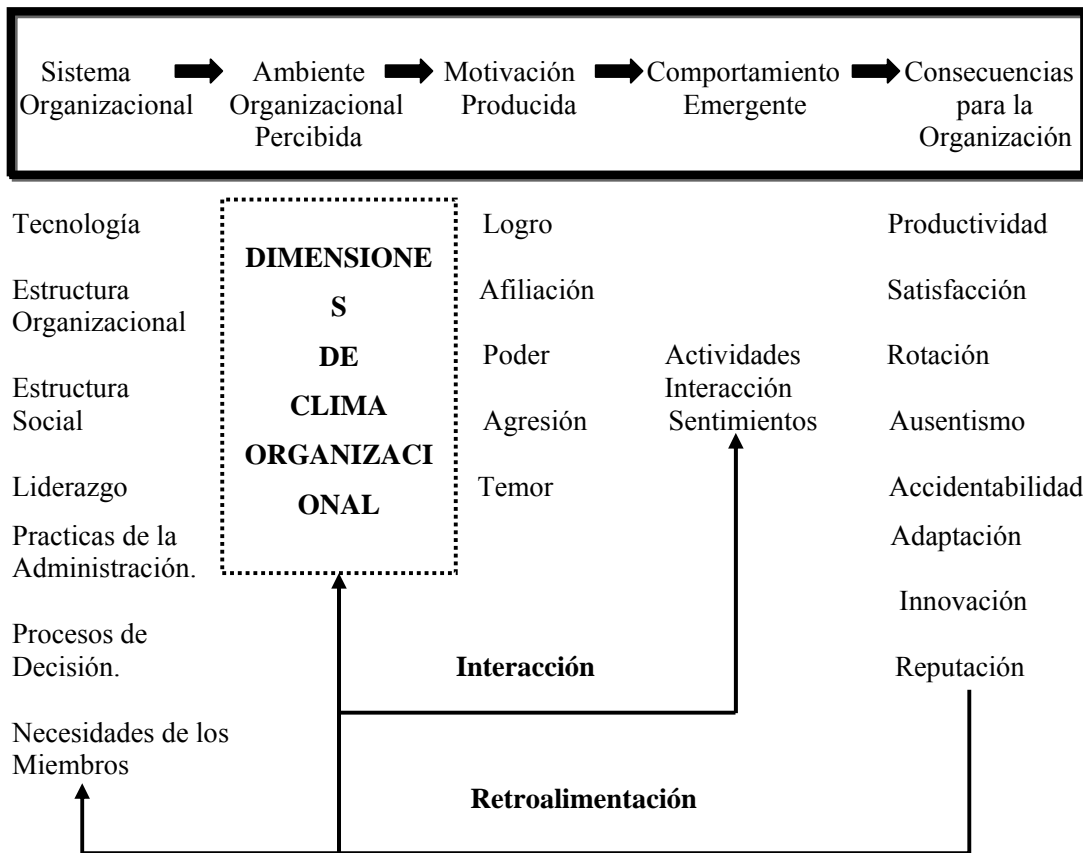 Sistema
Organizacional
Ambiente
Organizacional
Percibida
Motivación
Producida
Comportamiento
Emergente
Consecuencias
para la
Organización
Tecnología
Estructura
Organizacional
Estructura
Social
Liderazgo
Practicas de la
Administración.
Procesos de
Decisión.
Necesidades de los
Miembros
DIMENSIONE
S
DE
CLIMA
ORGANIZACI
ONAL
Logro
Afiliación
Poder
Agresión
Temor
Actividades
Interacción
Sentimientos
Productividad
Satisfacción
Rotación
Ausentismo
Accidentabilidad
Adaptación
Innovación
Reputación
Interacción
Retroalimentación